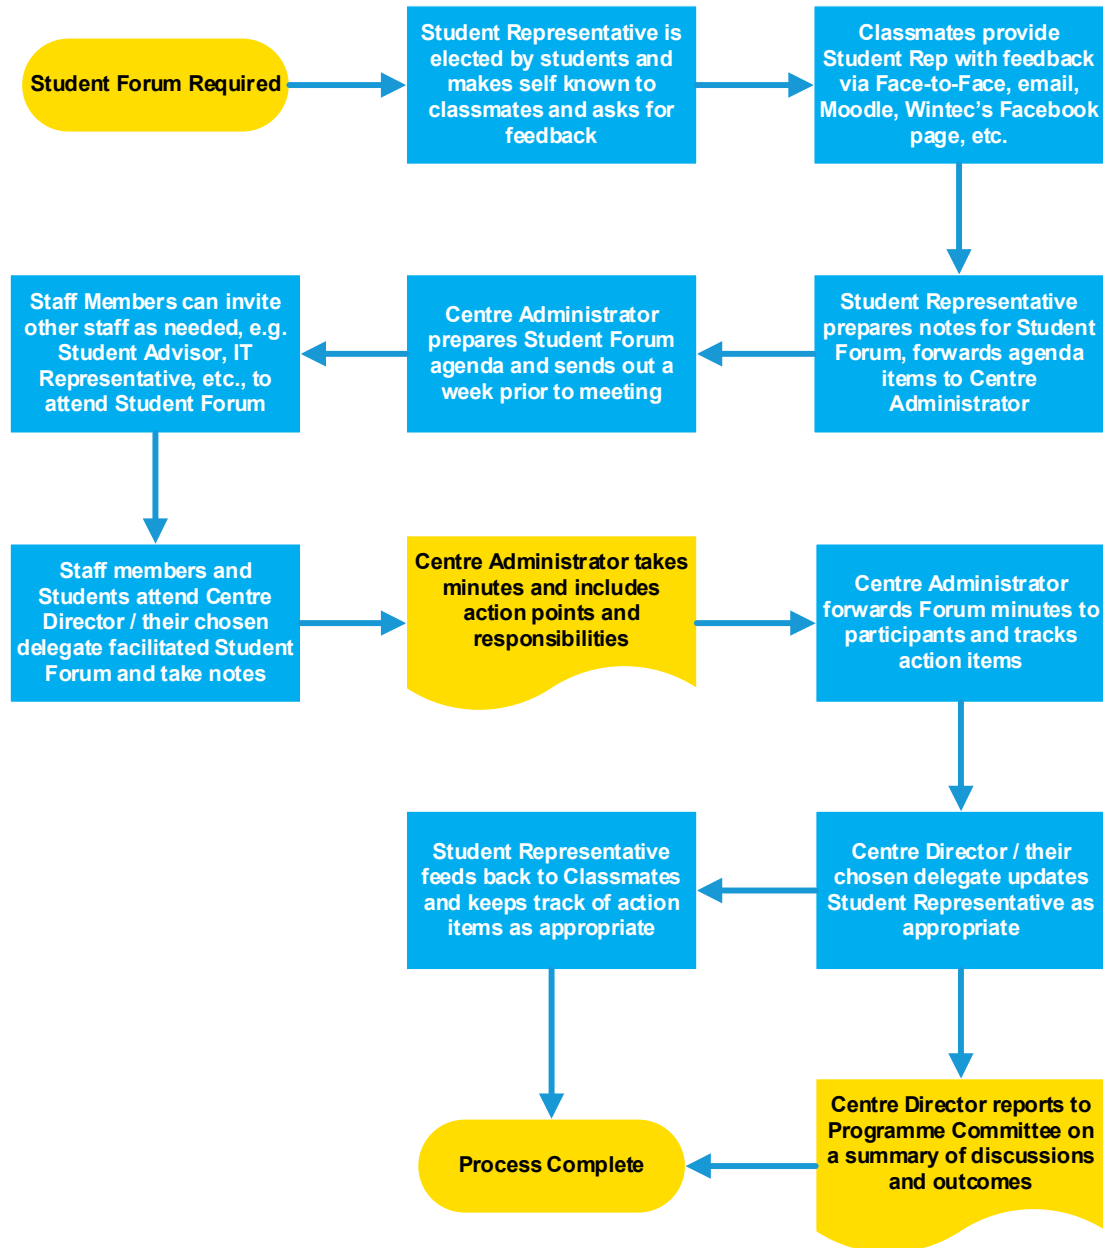 Student Forum Required
Student Representative is
elected by students and
makes self known to
classmates and asks for
feedback
Classmates provide
Student Rep with feedback
via Face-to-Face, email,
Moodle, Wintec's Facebook
page, etc.
Student Representative
prepares notes for Student
Forum, forwards agenda
items to Centre
Administrator
Centre Administrator
prepares Student Forum
agenda and sends out a
week prior to meeting
Staff Members can invite
other staff as needed, e.g.
Student Advisor, IT
Representative, etc., to
attend Student Forum
Staff members and
Students attend Centre
Director / their chosen
delegate facilitated Student
Forum and take notes
Centre Administrator takes
minutes and includes
action points and
responsibilities
Centre Administrator
forwards Forum minutes to
participants and tracks
action items
Centre Director / their
chosen delegate updates
Student Representative as
appropriate
Student Representative
feeds back to Classmates
and keeps track of action
items as appropriate
Centre Director reports to
Programme Committee on
a summary of discussions
and outcomes
Process Complete